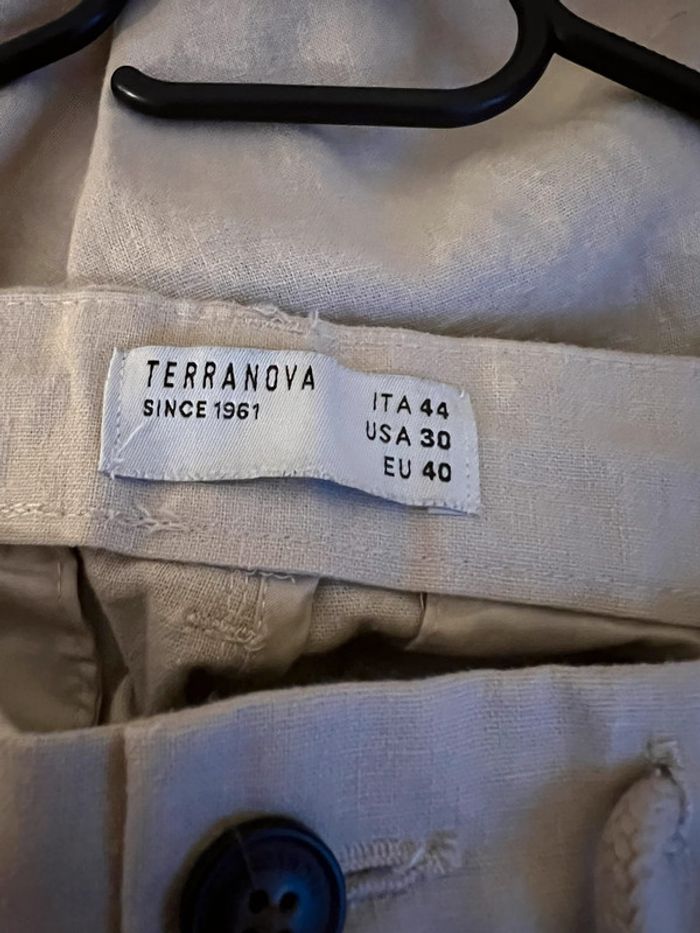 TERRANOVA
SINCE 1961
ITA 44
USA 30
EU 40